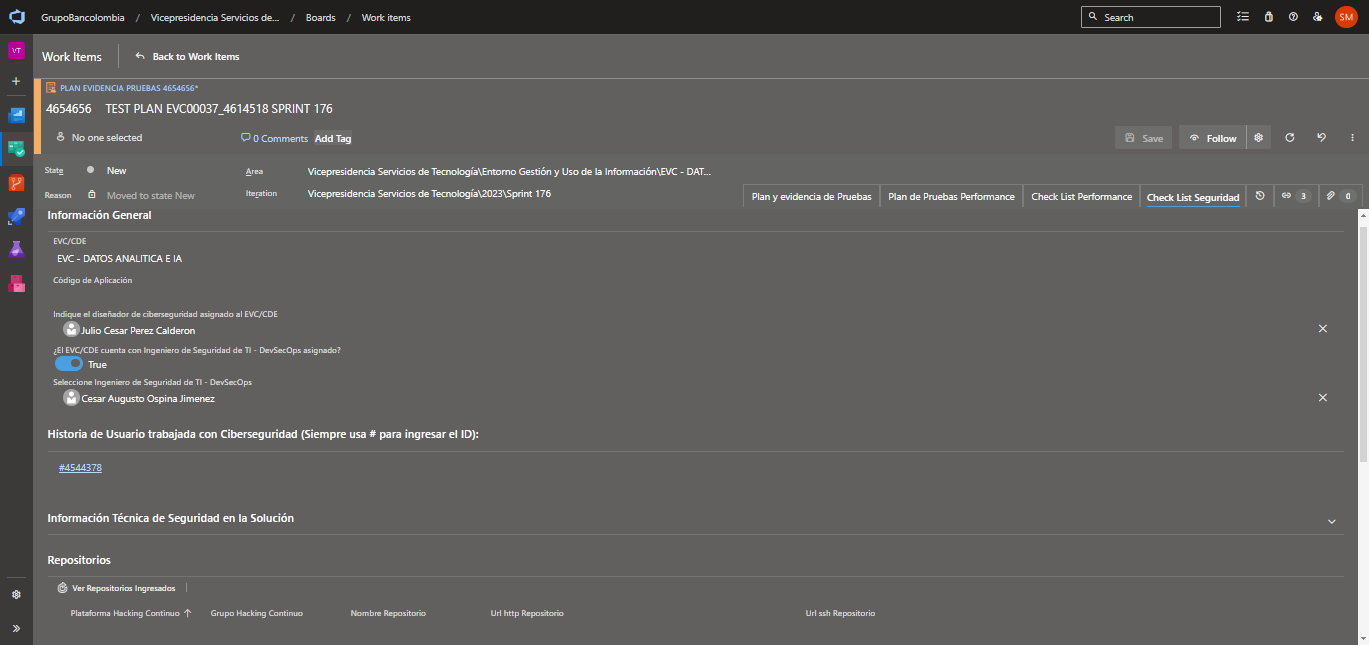 GrupoBancolombia / Vicepresidencia Servicios de... / Boards / Work items
Search
SM
VT
Work Items
Back to Work Items
PLAN EVIDENCIA PRUEBAS 4654656*
4654656 TEST PLAN EVC00037_4614518 SPRINT 176
No one selected
0 Comments
Add Tag
Save
Follow
State New
Area Vicepresidencia Servicios de Tecnología\Entorno Gestión y Uso de la Información\EVC - DAT...
Reason Moved to state New
Iteration Vicepresidencia Servicios de Tecnología\2023\Sprint 176
Plan y evidencia de Pruebas
Plan de Pruebas Performance
Check List Performance
Check List Seguridad
3
0
Información General
EVC/CDE
EVC - DATOS ANALITICA E IA
Código de Aplicación
Indique el diseñador de ciberseguridad asignado al EVC/CDE
Julio Cesar Perez Calderon
¿El EVC/CDE cuenta con Ingeniero de Seguridad de TI - DevSecOps asignado?
True
Seleccione Ingeniero de Seguridad de TI - DevSecOps
Cesar Augusto Ospina Jimenez
Historia de Usuario trabajada con Ciberseguridad (Siempre usa # para ingresar el ID):
#4544378
Información Técnica de Seguridad en la Solución
Repositorios
Ver Repositorios Ingresados
Plataforma Hacking Continuo ↑ Grupo Hacking Continuo Nombre Repositorio Url http Repositorio Url ssh Repositorio